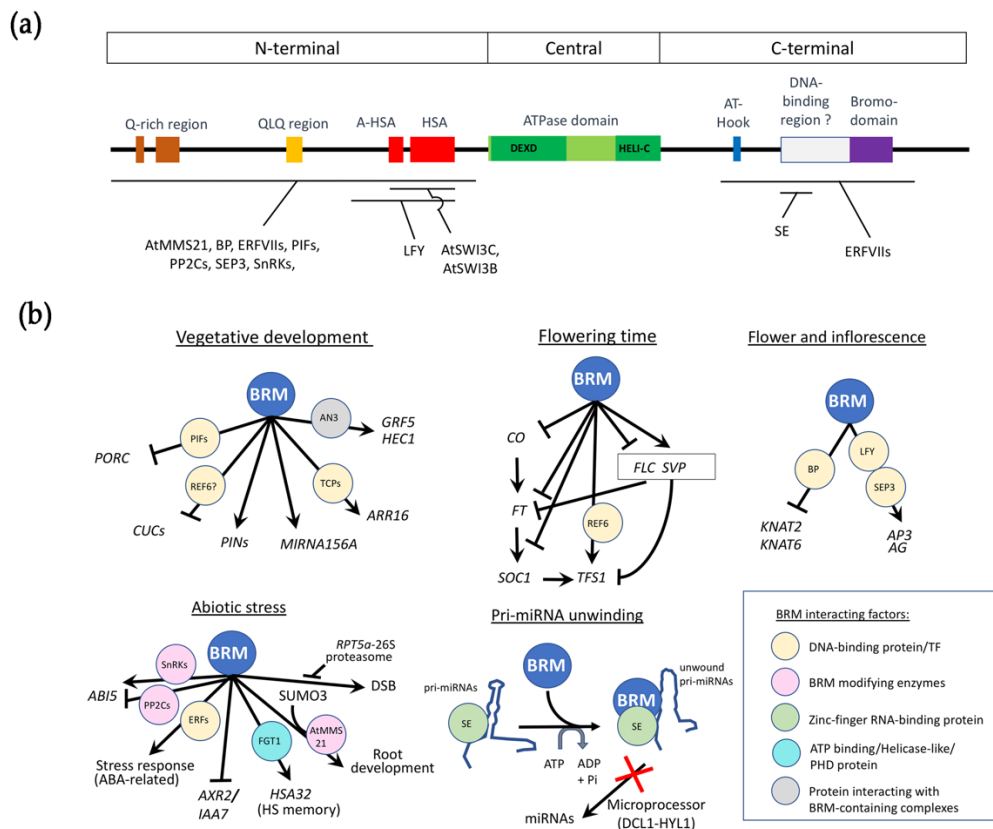 (a)
N-terminal
Central
C-terminal
Q-rich region
QLQ region
A-HSA
HSA
ATPase domain
AT-
Hook
DNA-
binding
region ?
Bromo-
domain
DEXD
HELI-C
AtMMS21, BP, ERFVIIs, PIFs,
PP2Cs, SEP3, SnRKs,
LFY
AtSWI3C,
AtSWI3B
SE
ERFVIIs
(b)
Vegetative development
BRM
AN3
GRF5
HEC1
PIFs
PORC
REF6?
TCPs
ARR16
CUCs
PINs
MIRNA156A
Flowering time
BRM
CO
FLC SVP
FT
REF6
SOC1
TFS1
Flower and inflorescence
BRM
BP
LFY
SEP3
KNAT2
KNAT6
AP3
AG
Abiotic stress
BRM
RPT5a-26S
proteasome
SnRKs
DSB
ABI5
PP2Cs
SUMO3
ERFs
FGT1
AtMMS
21
Stress response
(ABA-related)
Root
development
AXR2/
IAA7
HSA32
(HS memory)
Pri-miRNA unwinding
BRM
pri-miRNAs
SE
ATP
ADP
+ Pi
unwound
pri-miRNAs
BRM
SE
Microprocessor
(DCL1-HYL1)
miRNAs
BRM interacting factors:
DNA-binding protein/TF
BRM modifying enzymes
Zinc-finger RNA-binding protein
ATP binding/Helicase-like/
PHD protein
Protein interacting with
BRM-containing complexes